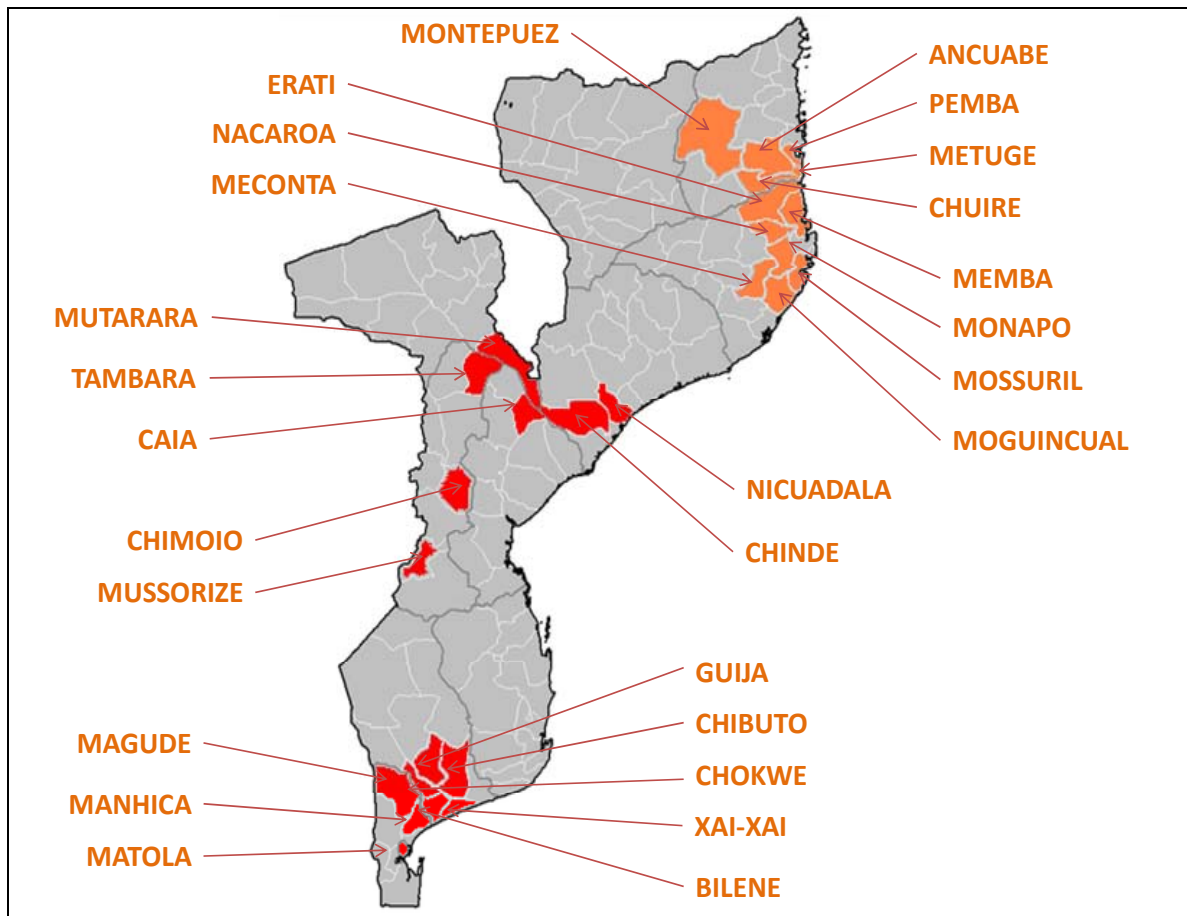 MONTEPUEZ
ANCUABE
ERATI
PEMBA
NACAROA
METUGE
MECONTA
CHUIRE
MEMBA
MUTARARA
MONAPO
TAMBARA
MOSSURIL
CAIA
MOGUINCUAL
NICUADALA
CHIMOIO
CHINDE
MUSSORIZE
GUIJA
CHIBUTO
MAGUDE
CHOKWE
MANHICA
XAI-XAI
MATOLA
BILENE